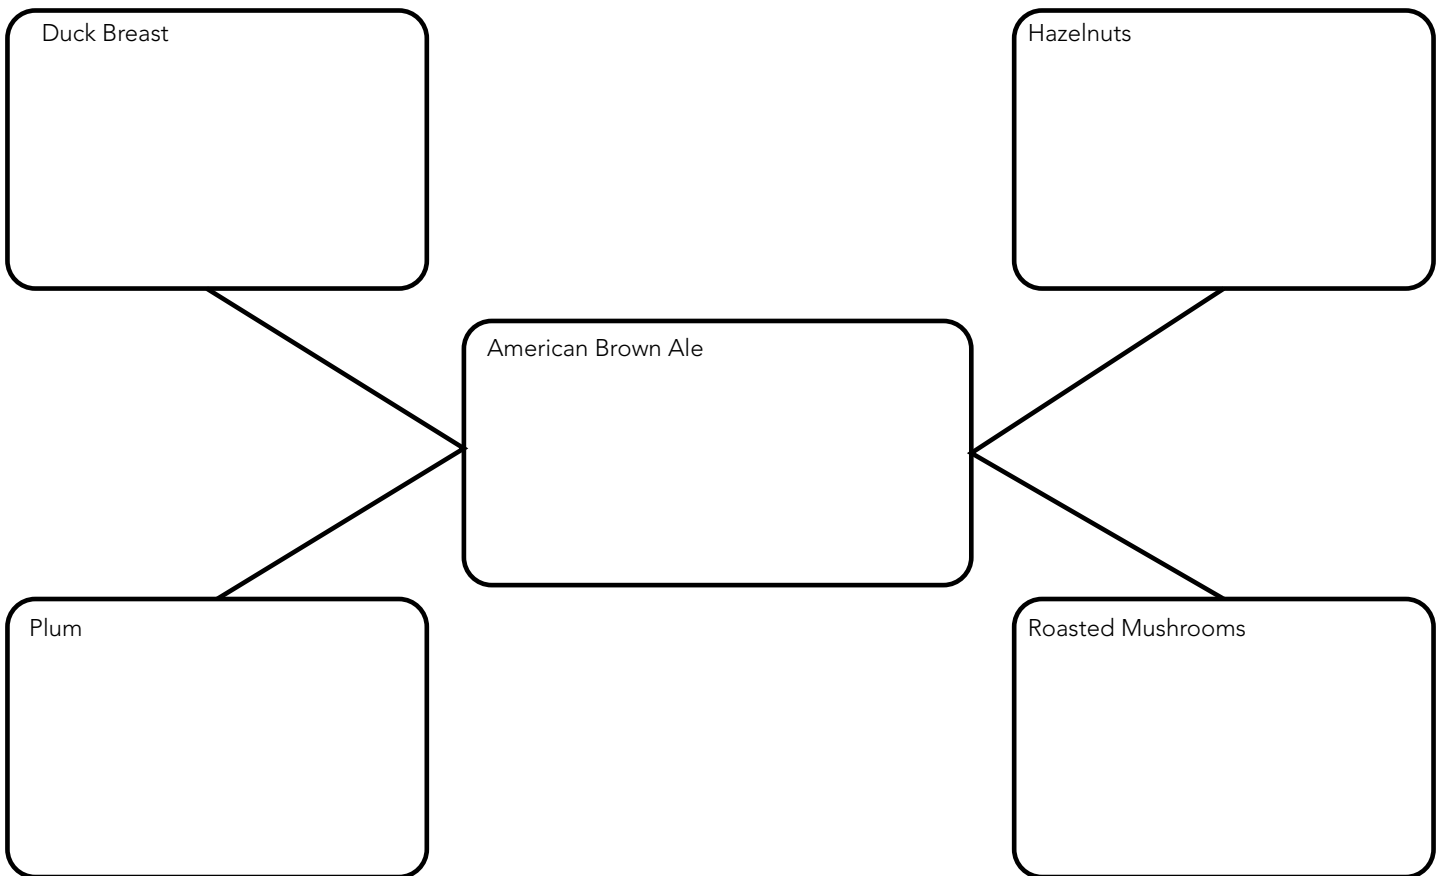 Duck Breast
Hazelnuts
American Brown Ale
Plum
Roasted Mushrooms